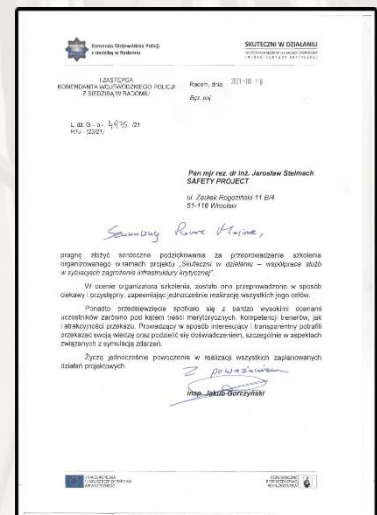 Komenda Wojewódzka Policji
z siedzibą w Radomiu
SKUTECZNI W DZIAŁANIU
I ZASTĘPCA
KOMENDANTA WOJEWÓDZKIEGO POLICJI
Z SIEDZIBĄ W RADOMIU
Radom, dnia 2021-10-18
Egz. poj.
L. dz. G - a - 4975 /21
Pan mjr rez. dr inż. Jarosław Stelmach
SAFETY PROJECT
ul. Zaułek Rogoziński 11 B/4
51-116 Wrocław
Szanowny Panie Majorze,
pragnę złożyć serdeczne podziękowania za przeprowadzenie szkolenia
organizowanego w ramach projektu „Skuteczni w działaniu – współpraca służb
w sytuacjach zagrożenia infrastruktury krytycznej”.
W ocenie organizatora szkolenia, zostało ono przeprowadzone w sposób
ciekawy i przystępny, zapewniając jednocześnie realizację wszystkich jego celów.
Ponadto przedsięwzięcie spotkało się z bardzo wysokimi ocenami
uczestników zarówno pod kątem treści merytorycznych, kompetencji trenerów, jak
i atrakcyjności przekazu. Prowadzący w sposób interesujący i transparentny potrafili
przekazać swoją wiedzę oraz podzielić się doświadczeniem, szczególnie w aspektach
związanych z symulacją zdarzeń.
Życzę jednocześnie powodzenia w realizacji wszystkich zaplanowanych
działań projektowych.
Z poważaniem
insp. Jakub Gorczyński